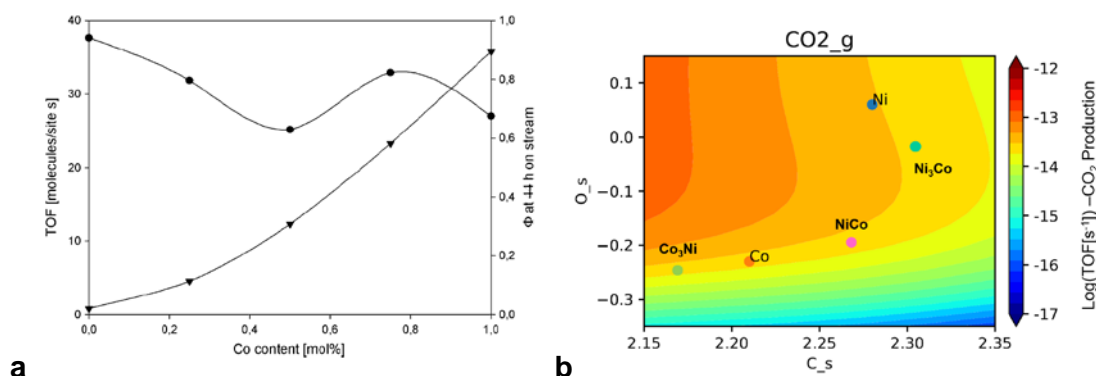 40
30
20
10
0
TOF [molecules/site s]
1,0
0,8
0,6
0,4
0,2
0,0
h on stream
0,0
0,2
0,4
0,6
0,8
1,0
Co content [mol%]
a
CO2_g
0.1
0.0
−0.1
−0.2
−0.3
O_s
Ni
Ni₃Co
NiCo
Co₃Ni
Co
2.15
2.20
2.25
2.30
2.35
C_s
-12
-13
-14
-15
-16
-17
Log(TOF[s⁻¹]) –CO₂ Production
b